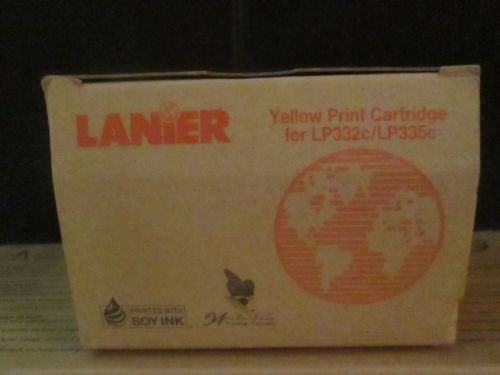 LANiER
Yellow Print Cartridge
for LP332c/LP335c
PRINTED WITH
SOY INK